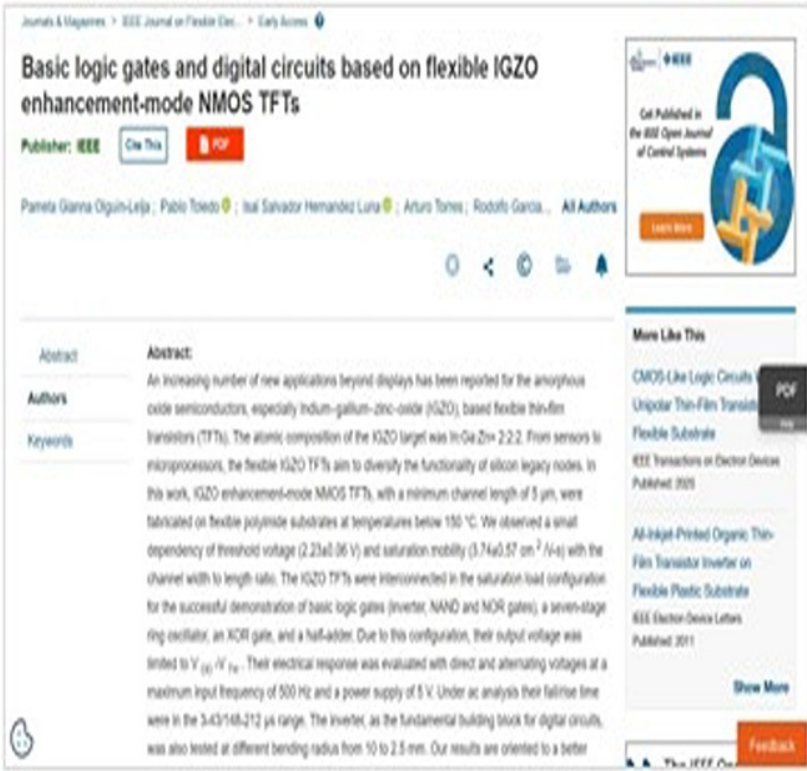 Journals & Magazines > IEEE Journal on Flexible Elec... > Early Access
Basic logic gates and digital circuits based on flexible IGZO
enhancement-mode NMOS TFTs
Publisher: IEEE
Cite This
PDF
Pamela Gianna Olguin-Leija ; Pablo Toledo ; Isai Salvador Hernandez Luna ; Arturo Torres ; Rodolfo Garcia... All Authors
Abstract
Authors
Keywords
Abstract:
An increasing number of new applications beyond displays has been reported for the amorphous
oxide semiconductors, especially indium–gallium–zinc-oxide (IGZO), based flexible thin-film
transistors (TFTs). The atomic composition of the IGZO target was In:Ga:Zn= 2:2:2. From sensors to
microprocessors, the flexible IGZO TFTs aim to diversify the functionality of silicon legacy nodes. In
this work, IGZO enhancement-mode NMOS TFTs, with a minimum channel length of 5 μm, were
fabricated on flexible polyimide substrates at temperatures below 150 °C. We observed a small
dependency of threshold voltage (2.23±0.06 V) and saturation mobility (3.74±0.57 cm 2 /V-s) with the
channel width to length ratio. The IGZO TFTs were interconnected in the saturation load configuration
for the successful demonstration of basic logic gates (inverter, NAND and NOR gates), a seven-stage
ring oscillator, an XOR gate, and a half-adder. Due to this configuration, their output voltage was
limited to V . Their electrical response was evaluated with direct and alternating voltages at a
maximum input frequency of 500 Hz and a power supply of 5 V. Under ac analysis their fall/rise time
were in the 3-43/148-212 μs range. The inverter, as the fundamental building block for digital circuits,
was also tested at different bending radius from 10 to 2.5 mm. Our results are oriented to a better
IEEE
Get Published in
the IEEE Open Journal
of Control Systems
Learn More
More Like This
CMOS-Like Logic Circuits
Unipolar Thin-Film
Flexible Substrate
IEEE Transactions on Electron Devices
Published: 2020
All-Inkjet-Printed Organic Thin-
Film Transistor Inverter on
Flexible Plastic Substrate
IEEE Electron Device Letters
Published: 2011
Show More
PDF
Help
The IEEE
Feedback